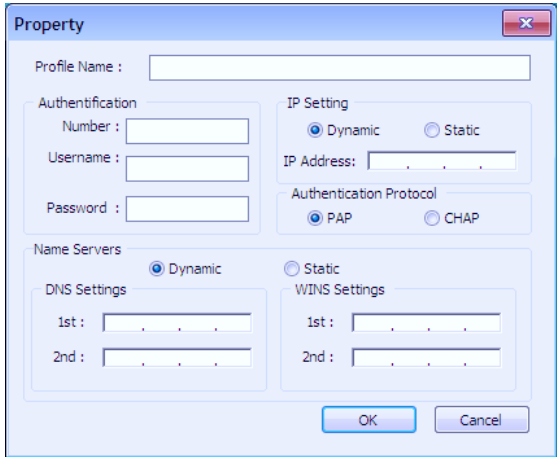 Property
Profile Name :
Authentification
Number :
Username :
Password :
IP Setting
Dynamic Static
IP Address:
Authentication Protocol
PAP CHAP
Name Servers
Dynamic Static
DNS Settings
1st :
2nd :
WINS Settings
1st :
2nd :
OK Cancel